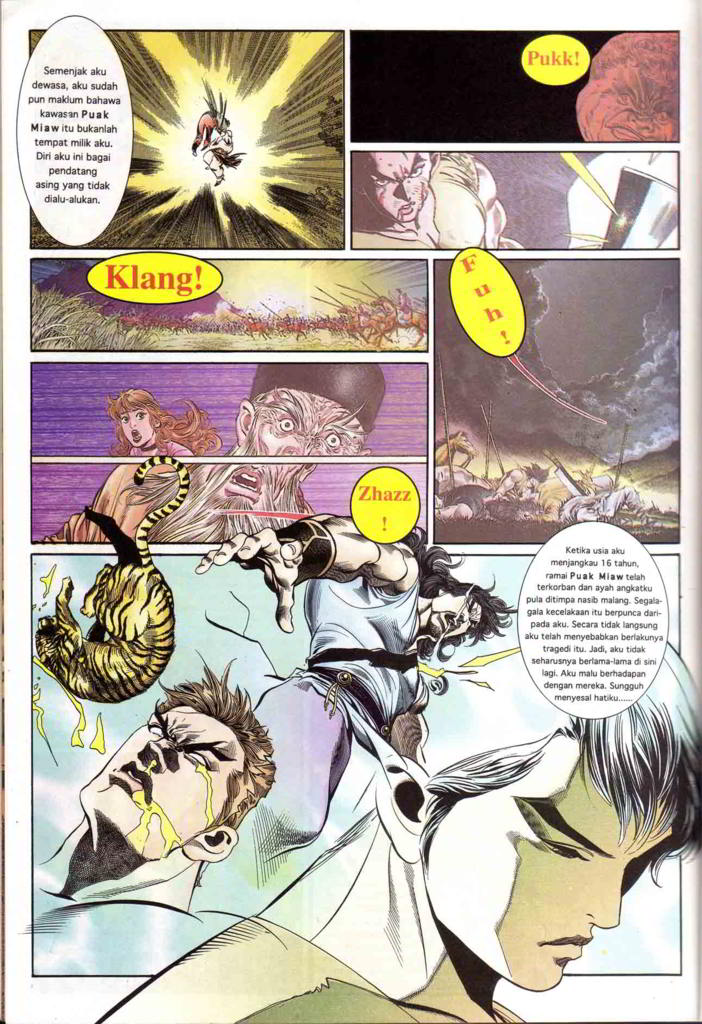 Semenjak aku
dewasa, aku sudah
pun maklum bahawa
kawasan Puak
Miaw itu bukanlah
tempat milik aku.
Diri aku ini bagai
pendatang
asing yang tidak
dialu-alukan.
Pukk!
Klang!
Fuh!
Zhazz
!
Ketika usia aku
menjangkau 16 tahun,
ramai Puak Miaw telah
terkorban dan ayah angkatku
pula ditimpa nasib malang. Segala-
gala kecelakaan itu berpunca dari-
pada aku. Secara tidak langsung
aku telah menyebabkan berlakunya
tragedi itu. Jadi, aku tidak
seharusnya berlama-lama di sini
lagi. Aku malu berhadapan
dengan mereka. Sungguh
menyesal hatiku......